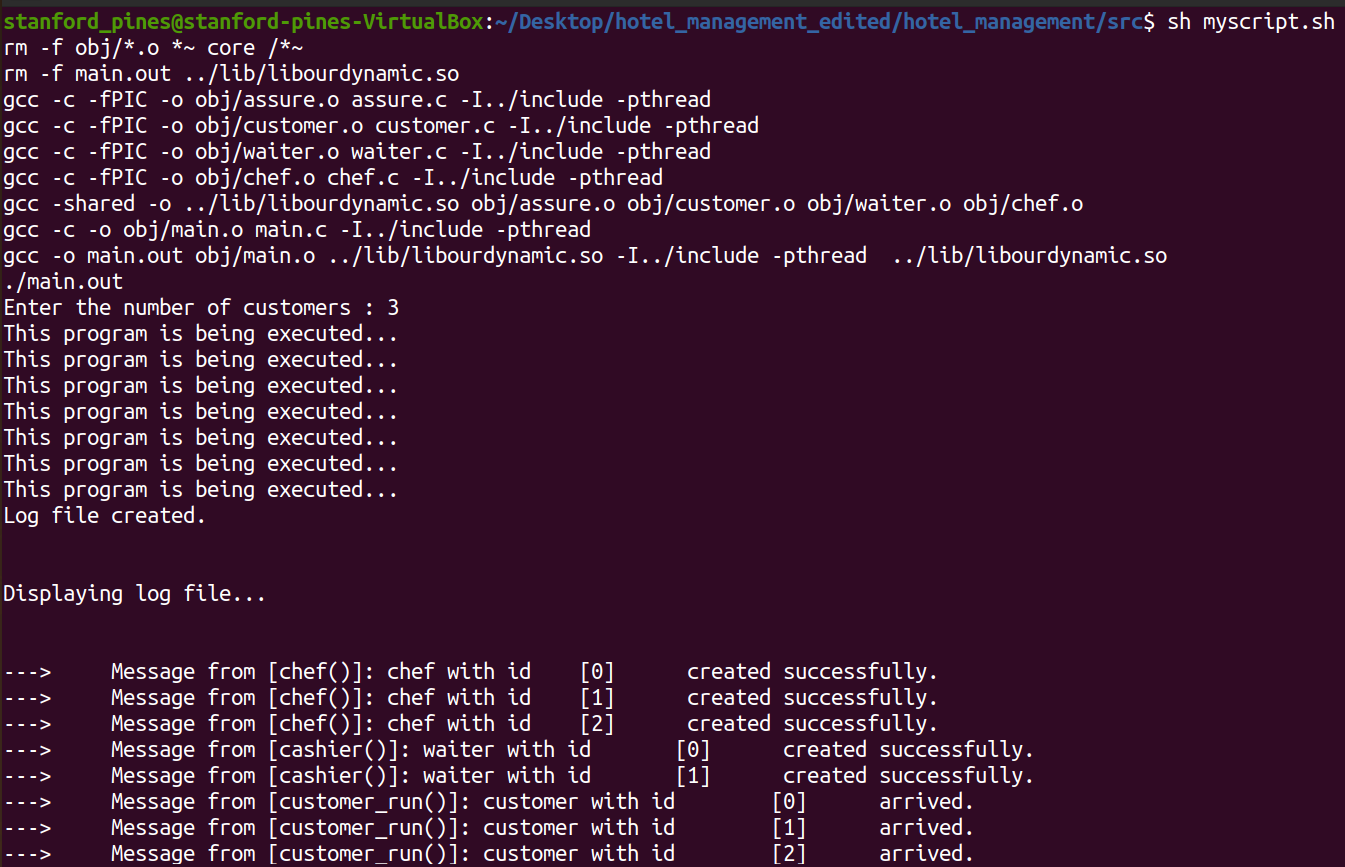 stanford_pines@stanford-pines-VirtualBox:~/Desktop/hotel_management_edited/hotel_management/src$ sh myscript.sh
rm -f obj/*.o *~ core /*~
rm -f main.out ../lib/libourdynamic.so
gcc -c -fPIC -o obj/assure.o assure.c -I../include -pthread
gcc -c -fPIC -o obj/customer.o customer.c -I../include -pthread
gcc -c -fPIC -o obj/waiter.o waiter.c -I../include -pthread
gcc -c -fPIC -o obj/chef.o chef.c -I../include -pthread
gcc -shared -o ../lib/libourdynamic.so obj/assure.o obj/customer.o obj/waiter.o obj/chef.o
gcc -c -o obj/main.o main.c -I../include -pthread
gcc -o main.out obj/main.o ../lib/libourdynamic.so -I../include -pthread  ../lib/libourdynamic.so
./main.out
Enter the number of customers : 3
This program is being executed...
This program is being executed...
This program is being executed...
This program is being executed...
This program is being executed...
This program is being executed...
This program is being executed...
Log file created.
Displaying log file...
--->     Message from [chef()]: chef with id    [0]      created successfully.
--->     Message from [chef()]: chef with id    [1]      created successfully.
--->     Message from [chef()]: chef with id    [2]      created successfully.
--->     Message from [cashier()]: waiter with id       [0]      created successfully.
--->     Message from [cashier()]: waiter with id       [1]      created successfully.
--->     Message from [customer_run()]: customer with id        [0]      arrived.
--->     Message from [customer_run()]: customer with id        [1]      arrived.
--->     Message from [customer_run()]: customer with id        [2]      arrived.